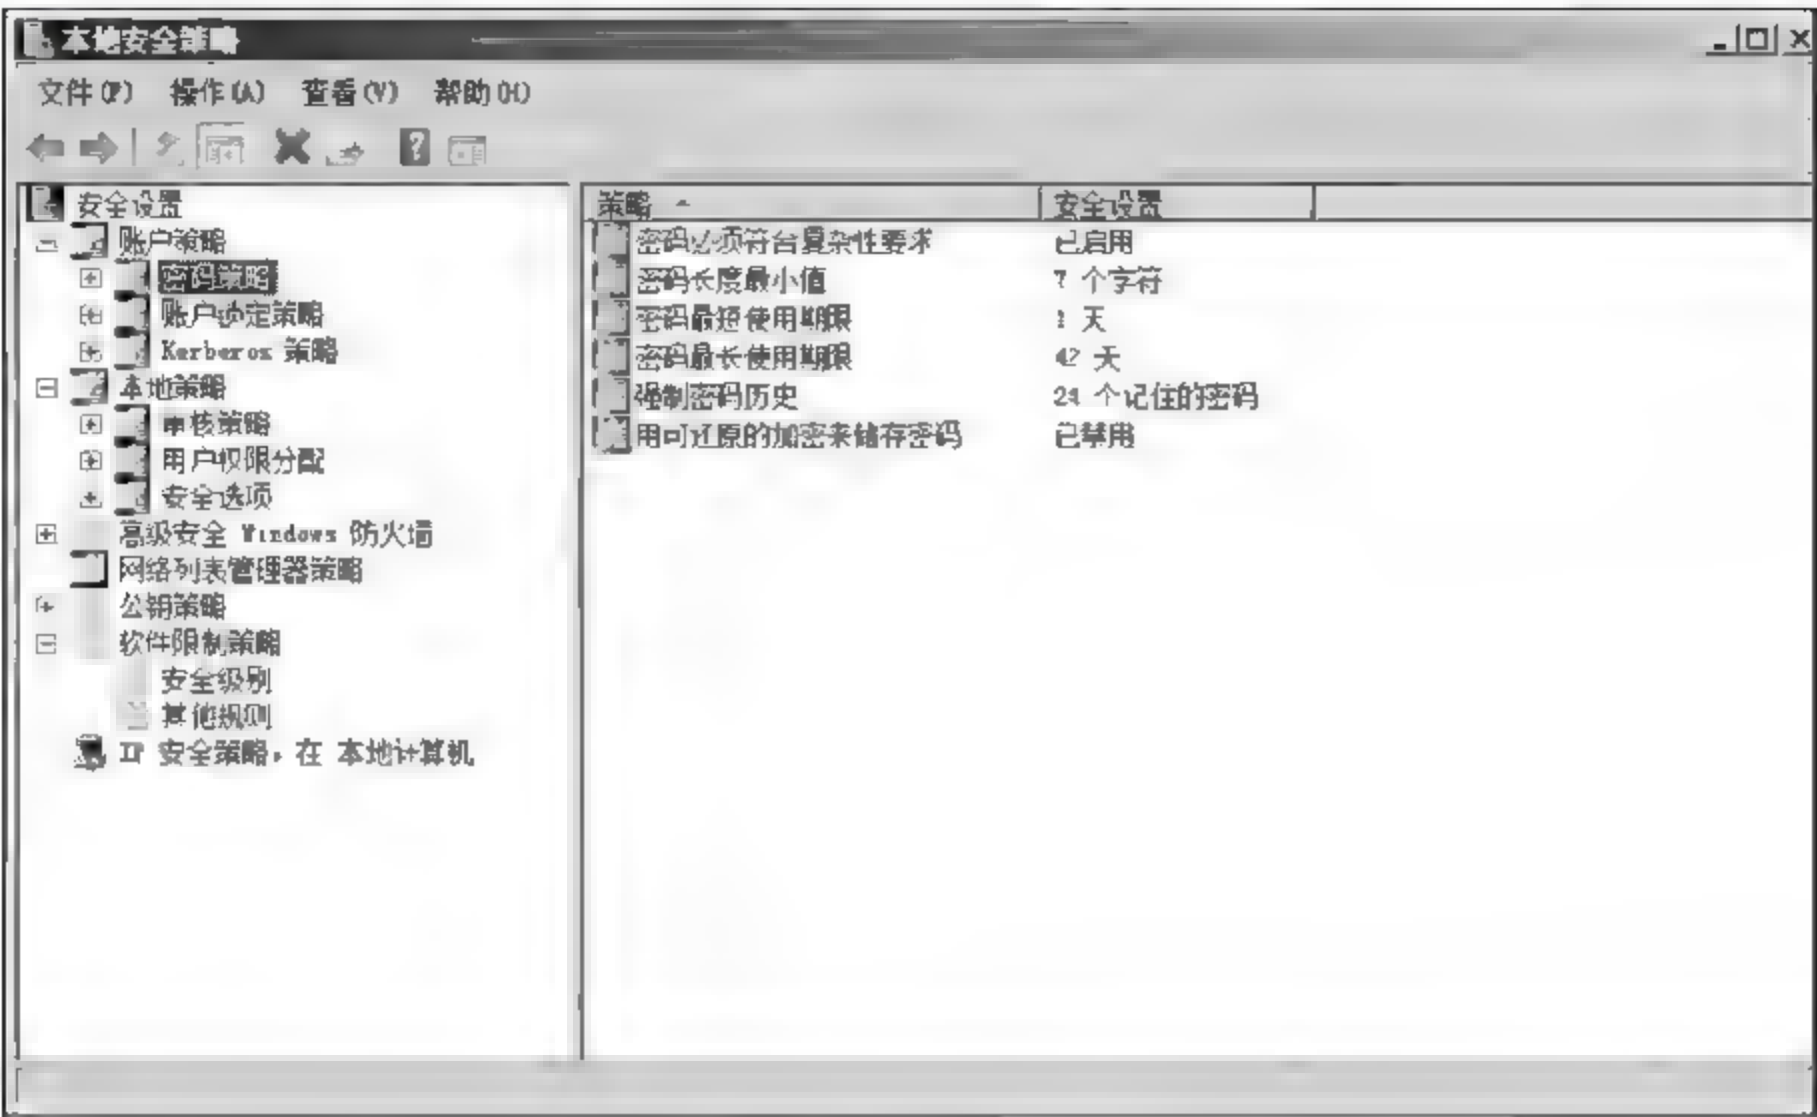 本地安全策略
文件(F) 操作(A) 查看(V) 帮助(H)
安全设置
账户策略
密码策略
账户锁定策略
Kerberos 策略
本地策略
审核策略
用户权限分配
安全选项
高级安全 Windows 防火墙
网络列表管理器策略
公钥策略
软件限制策略
安全级别
其他规则
IP 安全策略，在 本地计算机
策略 安全设置
密码必须符合复杂性要求 已启用
密码长度最小值 7 个字符
密码最短使用期限 1 天
密码最长使用期限 42 天
强制密码历史 24 个记住的密码
用可还原的加密来储存密码 已禁用